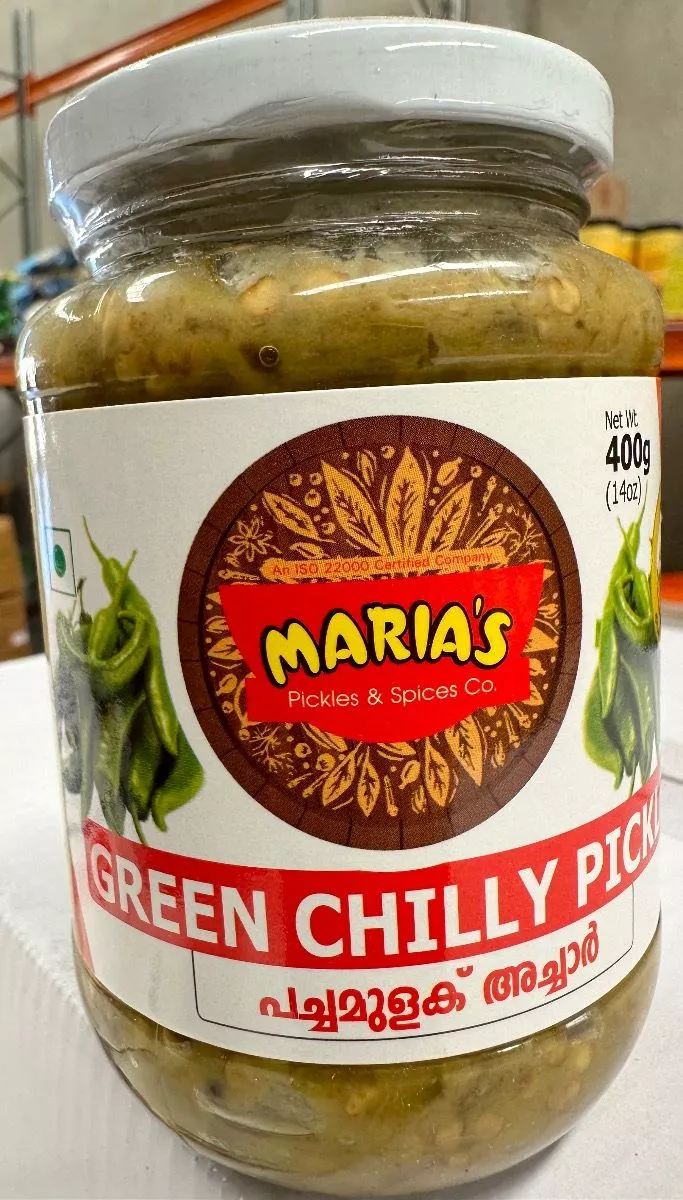 Net Wt.
400g
(14oz)
An ISO 22000 Certified Company
MARIA'S
Pickles & Spices Co.
GREEN CHILLY PICKL
പച്ചമുളക് അച്ചാർ